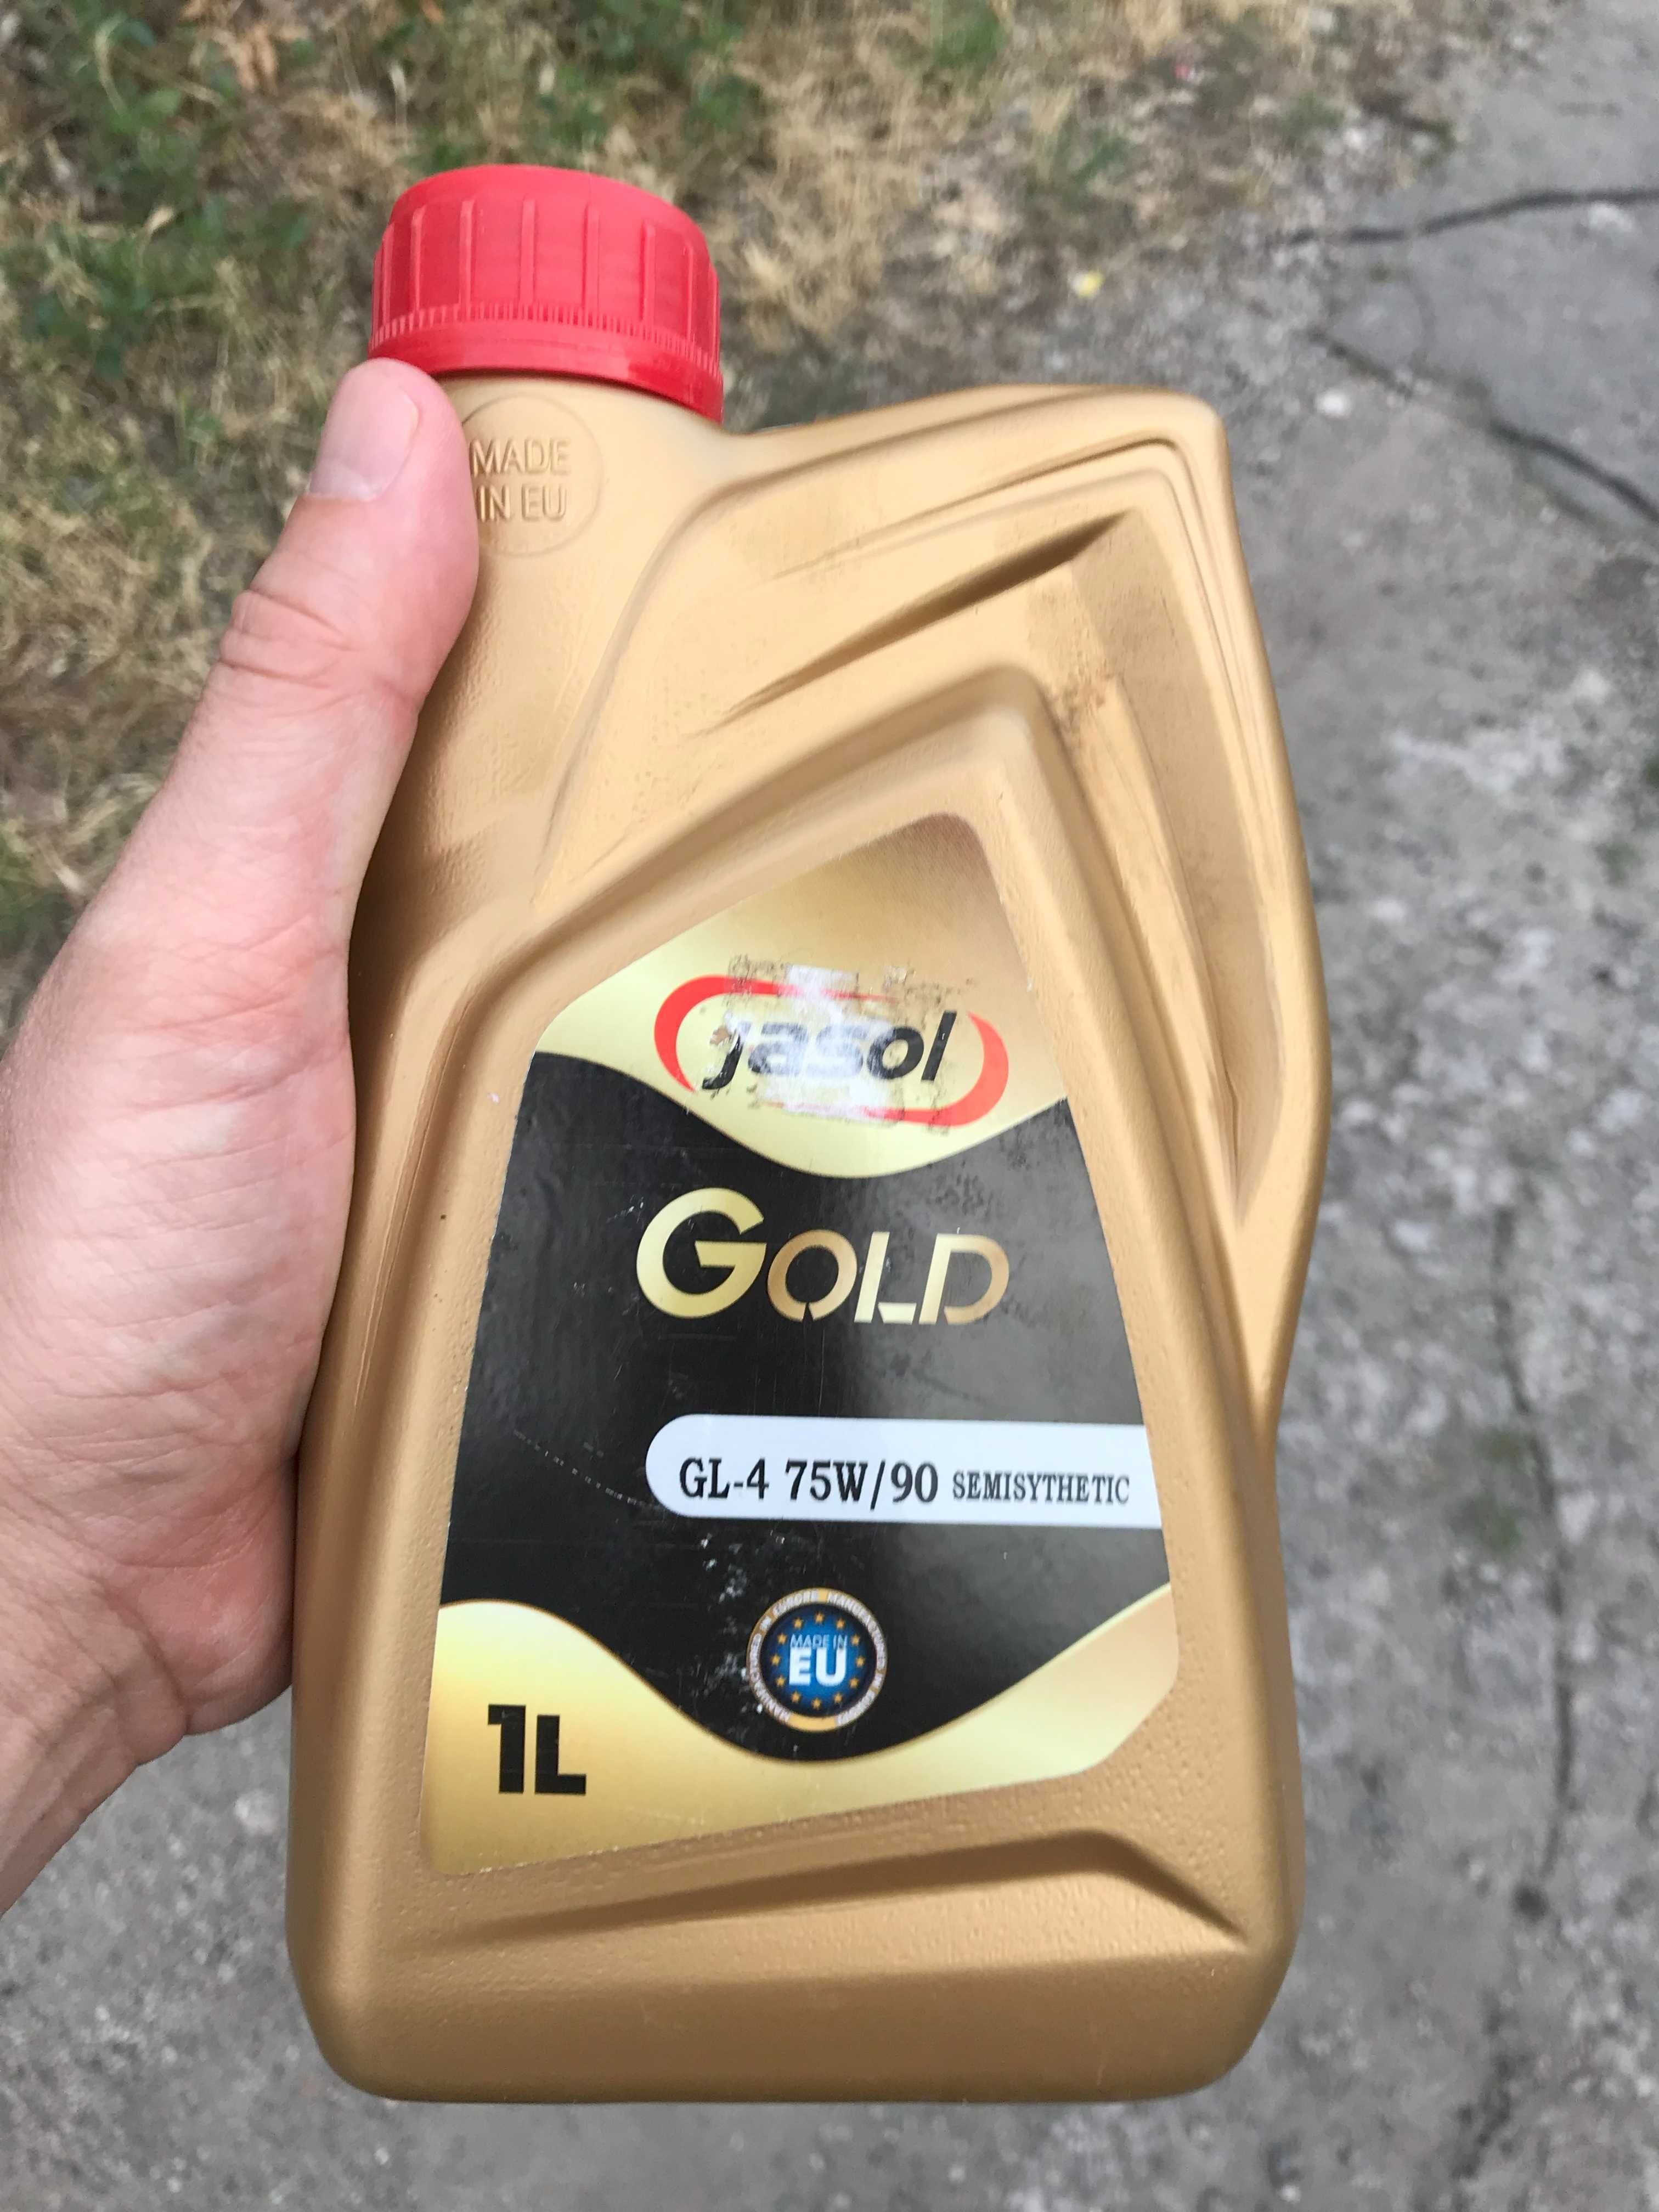 MADE
IN EU
jasol
GOLD
GL-4 75W/90 SEMISYTHETIC
MADE IN
EU
1L